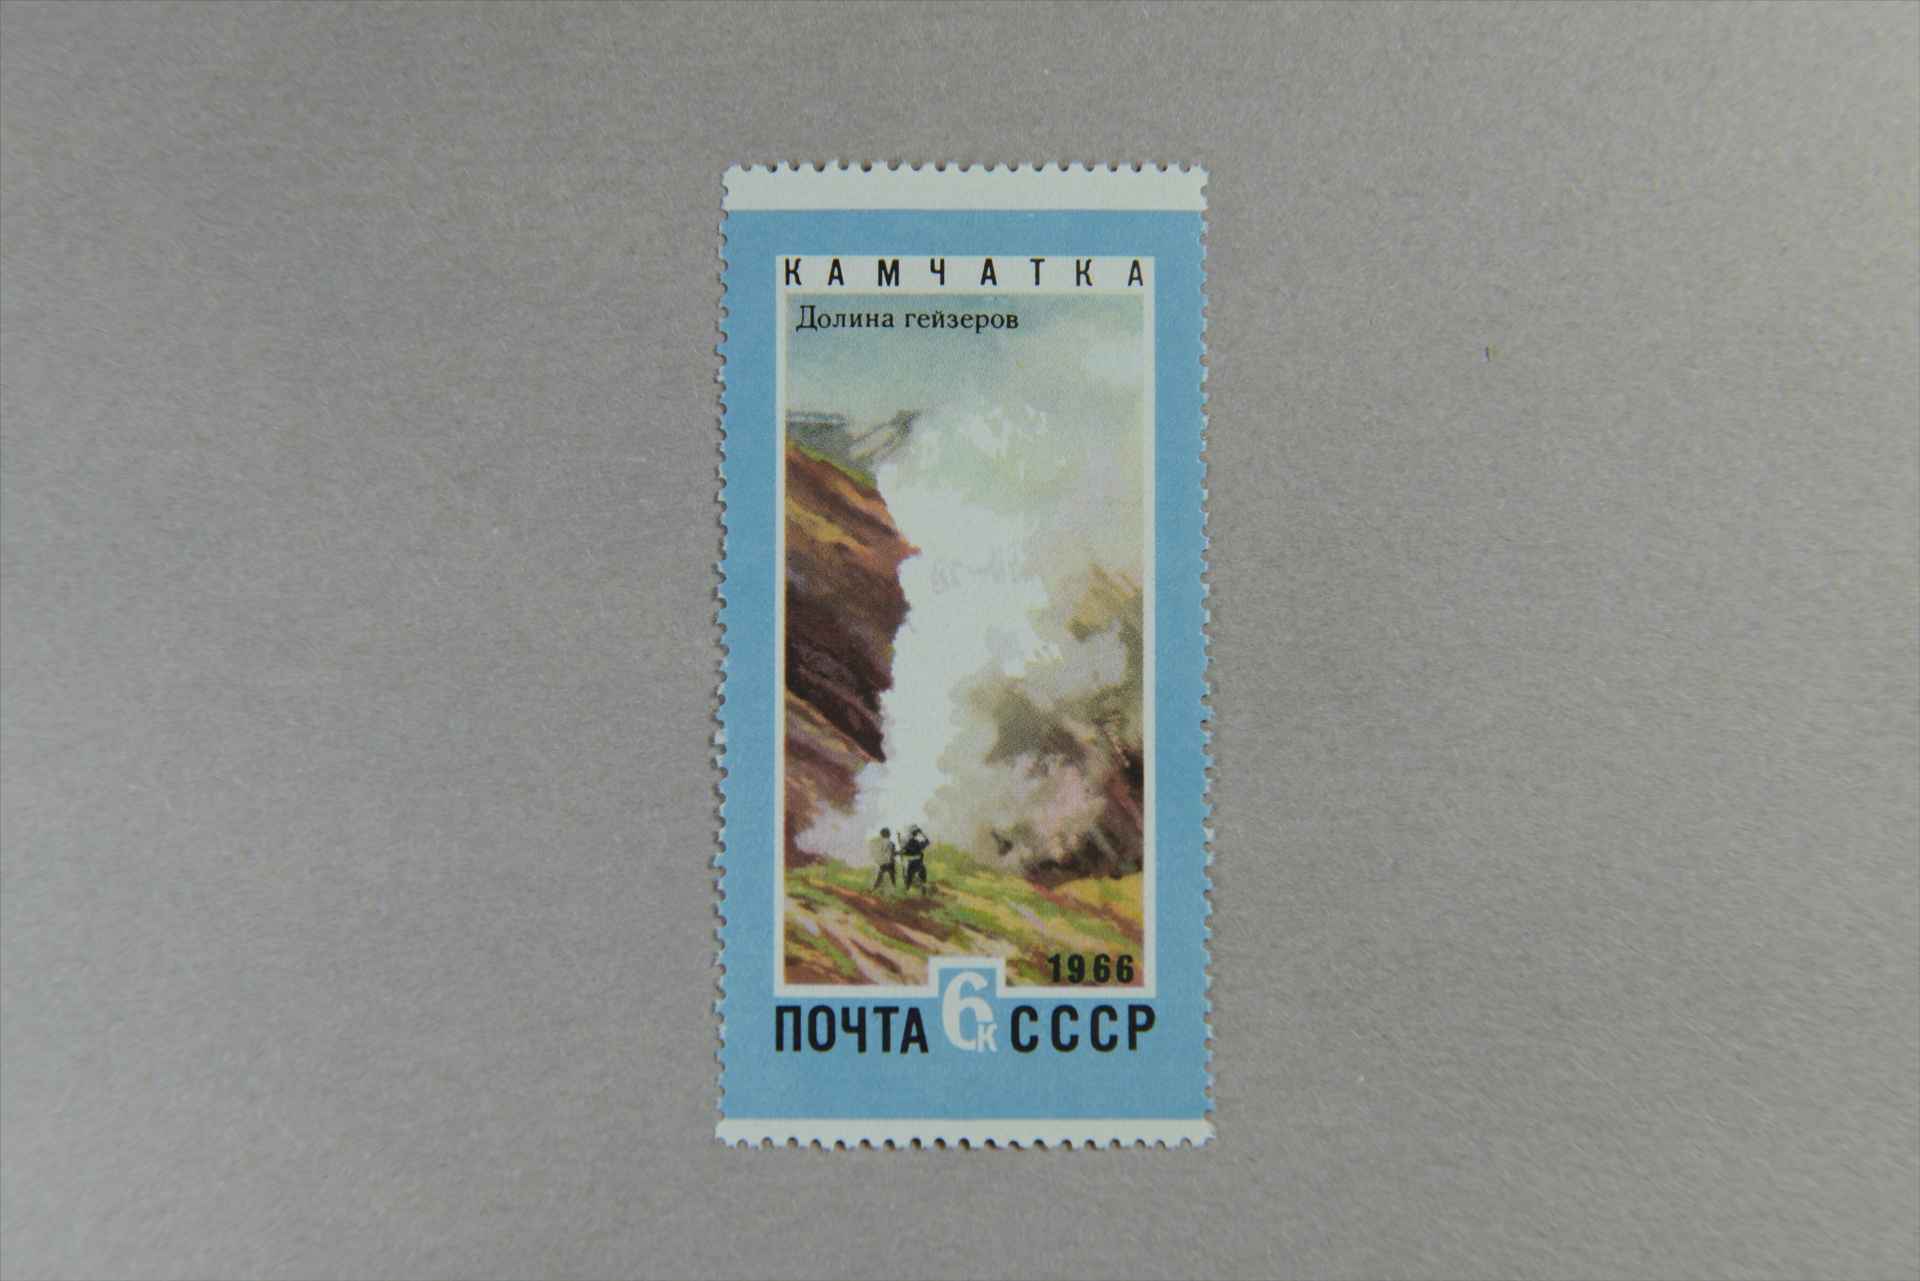 КАМЧАТКА
Долина гейзеров
1966
ПОЧТА 6к СССР